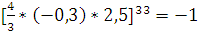 [4/3 * (−0,3) * 2,5]³³ = −1